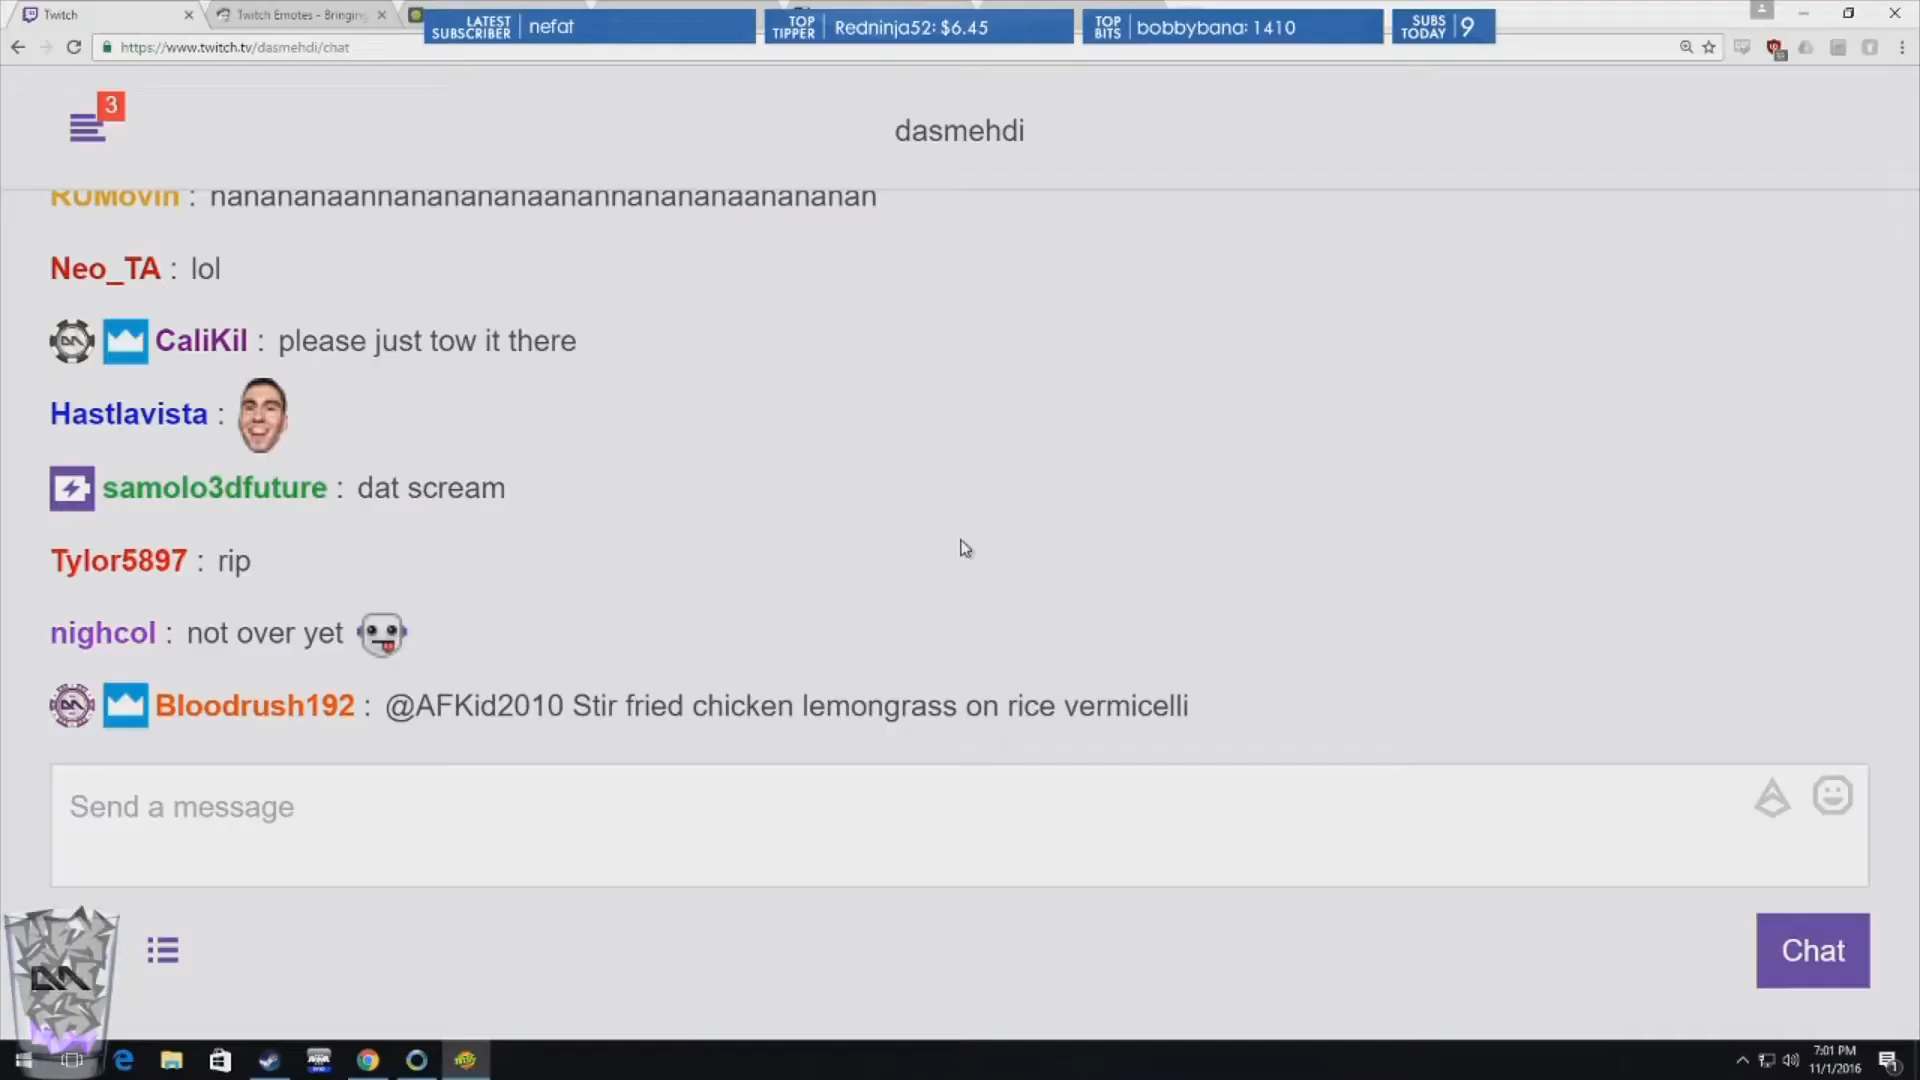 Twitch
Twitch Emotes - Bringing
LATEST SUBSCRIBER nefat
TOP TIPPER Redninja52: $6.45
TOP BITS bobbybana: 1410
SUBS TODAY 9
https://www.twitch.tv/dasmehdi/chat
3
dasmehdi
RUMovin : nanananaannanananananaanannanananaanananan
Neo_TA : lol
CaliKil : please just tow it there
Hastlavista :
samolo3dfuture : dat scream
Tylor5897 : rip
nighcol : not over yet
Bloodrush192 : @AFKid2010 Stir fried chicken lemongrass on rice vermicelli
Send a message
Chat
7:01 PM
11/1/2016